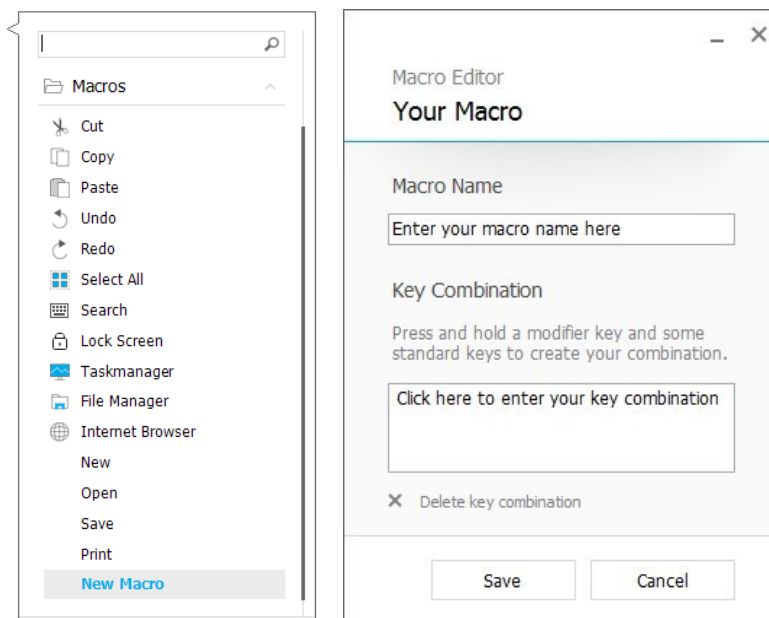 Macros
Cut
Copy
Paste
Undo
Redo
Select All
Search
Lock Screen
Taskmanager
File Manager
Internet Browser
New
Open
Save
Print
New Macro
Macro Editor
Your Macro
Macro Name
Enter your macro name here
Key Combination
Press and hold a modifier key and some
standard keys to create your combination.
Click here to enter your key combination
Delete key combination
Save Cancel